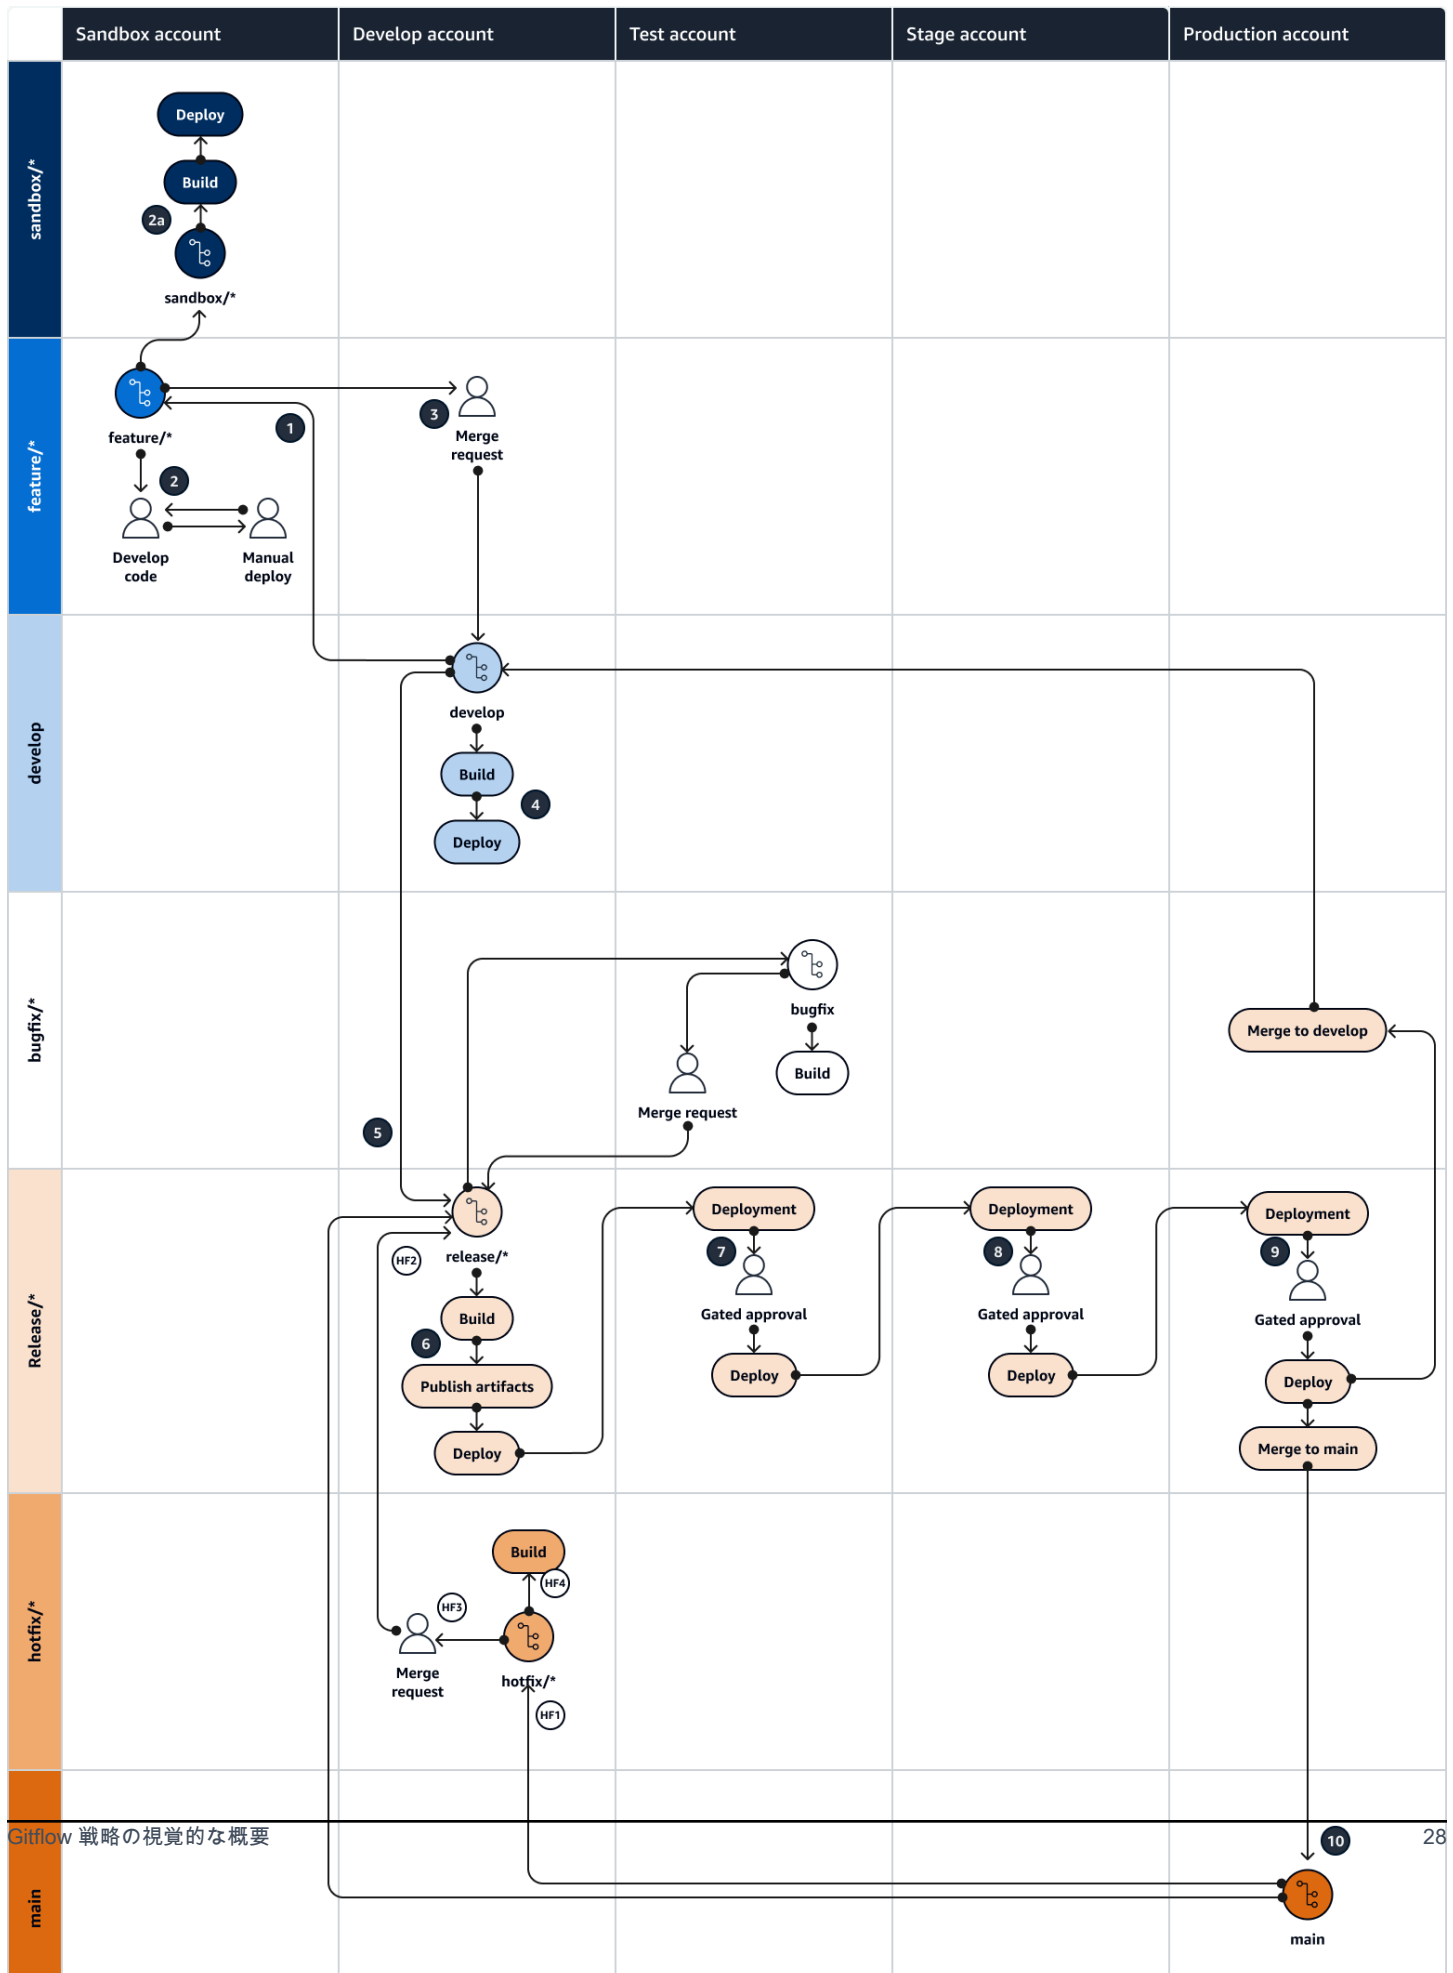 Sandbox account
Develop account
Test account
Stage account
Production account
sandbox/*
Deploy
Build
2a
sandbox/*
feature/*
feature/*
1
3
Merge
request
2
Develop
code
Manual
deploy
develop
develop
Build
4
Deploy
bugfix/*
bugfix
Build
Merge request
Merge to develop
5
Release/*
release/*
HF2
Build
6
Publish artifacts
Deploy
Deployment
7
Gated approval
Deploy
Deployment
8
Gated approval
Deploy
Deployment
9
Gated approval
Deploy
Merge to main
hotfix/*
Build
HF4
HF3
Merge
request
hotfix/*
HF1
Gitflow 戦略の視覚的な概要
28
main
10
main